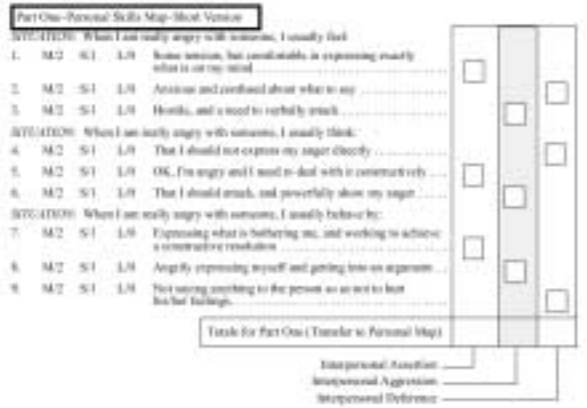 Part One-Personal Skills Map-Short Version
SITUATION: When I am really angry with someone, I usually feel:
1. M/2 S/1 L/0 Some tension, but comfortable in expressing exactly
what is on my mind
2. M/2 S/1 L/0 Anxious and confused about what to say
3. M/2 S/1 L/0 Hostile, and a need to verbally attack
SITUATION: When I am really angry with someone, I usually think:
4. M/2 S/1 L/0 That I should not express my anger directly
5. M/2 S/1 L/0 OK, I'm angry and I need to deal with it constructively
6. M/2 S/1 L/0 That I should attack, and powerfully show my anger
SITUATION: When I am really angry with someone, I usually behave by:
7. M/2 S/1 L/0 Expressing what is bothering me, and working to achieve
a constructive resolution
8. M/2 S/1 L/0 Angrily expressing myself and getting into an argument
9. M/2 S/1 L/0 Not saying anything to the person so as not to hurt
his/her feelings
Totals for Part One (Transfer to Personal Map)
Interpersonal Assertion
Interpersonal Aggression
Interpersonal Deference